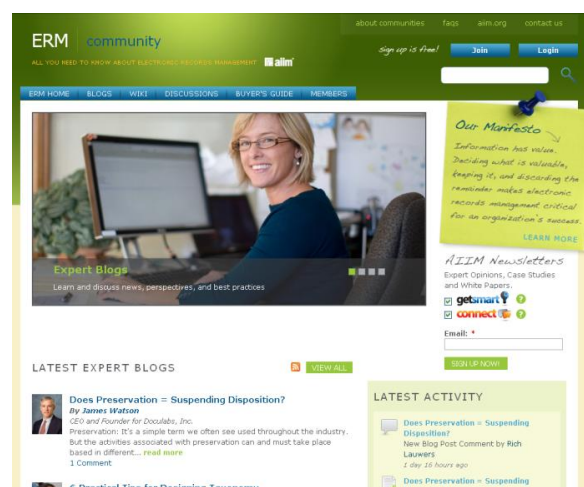 about communities faqs aiim.org contact us
ERM community
sign up is free! Join Login
ALL YOU NEED TO KNOW ABOUT ELECTRONIC RECORDS MANAGEMENT aiim
ERM HOME BLOGS WIKI DISCUSSIONS BUYER'S GUIDE MEMBERS
Our Manifesto
Information has value.
Deciding what is valuable,
keeping it, and discarding the
remainder makes electronic
records management critical
for an organization's success.
LEARN MORE
Expert Blogs
Learn and discuss news, perspectives, and best practices
AIIM Newsletters
Expert Opinions, Case Studies
and White Papers.
getsmart ?
connect ?
Email: *
SIGN UP NOW!
LATEST EXPERT BLOGS VIEW ALL
Does Preservation = Suspending Disposition?
By James Watson
CEO and Founder for Doculabs, Inc.
Preservation: It's a simple term we often see used throughout the industry.
But the activities associated with preservation can and must take place
based in different... read more
1 Comment
LATEST ACTIVITY
Does Preservation = Suspending
Disposition?
New Blog Post Comment by Rich
Lauwers
1 day 16 hours ago
Does Preservation = Suspending